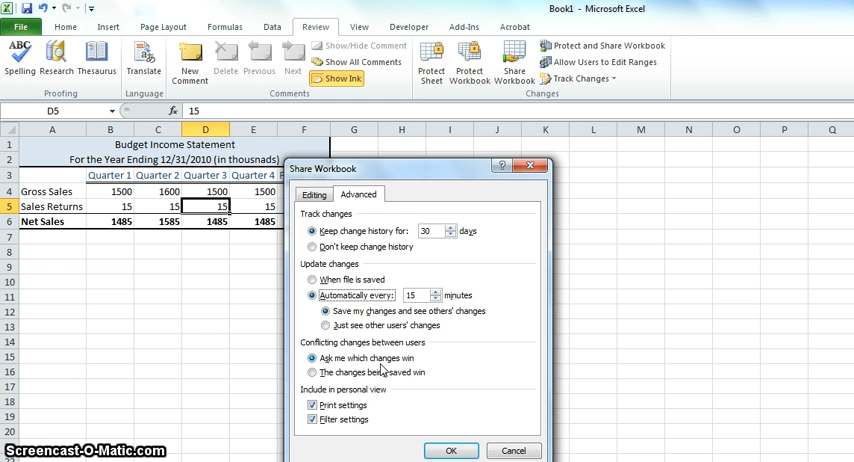 Book1 - Microsoft Excel
File Home Insert Page Layout Formulas Data Review View Developer Add-Ins Acrobat
ABC
Spelling Research Thesaurus
Proofing
Translate
Language
New Comment
Delete
Previous
Next
Show/Hide Comment
Show All Comments
Show Ink
Comments
Protect Sheet
Protect Workbook
Share Workbook
Protect and Share Workbook
Allow Users to Edit Ranges
Track Changes
Changes
D5 fx 15
A B C D E F G H I J K L M N O P Q
1 Budget Income Statement
2 For the Year Ending 12/31/2010 (in thousnads)
3 Quarter 1 Quarter 2 Quarter 3 Quarter 4 F
4 Gross Sales 1500 1600 1500 1500
5 Sales Returns 15 15 15 15
6 Net Sales 1485 1585 1485 1485
7
8
9
10
11
12
13
14
15
16
17
18
19
20
21
Share Workbook
Editing Advanced
Track changes
Keep change history for: 30 days
Don't keep change history
Update changes
When file is saved
Automatically every: 15 minutes
Save my changes and see others' changes
Just see other users' changes
Conflicting changes between users
Ask me which changes win
The changes being saved win
Include in personal view
Print settings
Filter settings
OK Cancel
Screencast-O-Matic.com